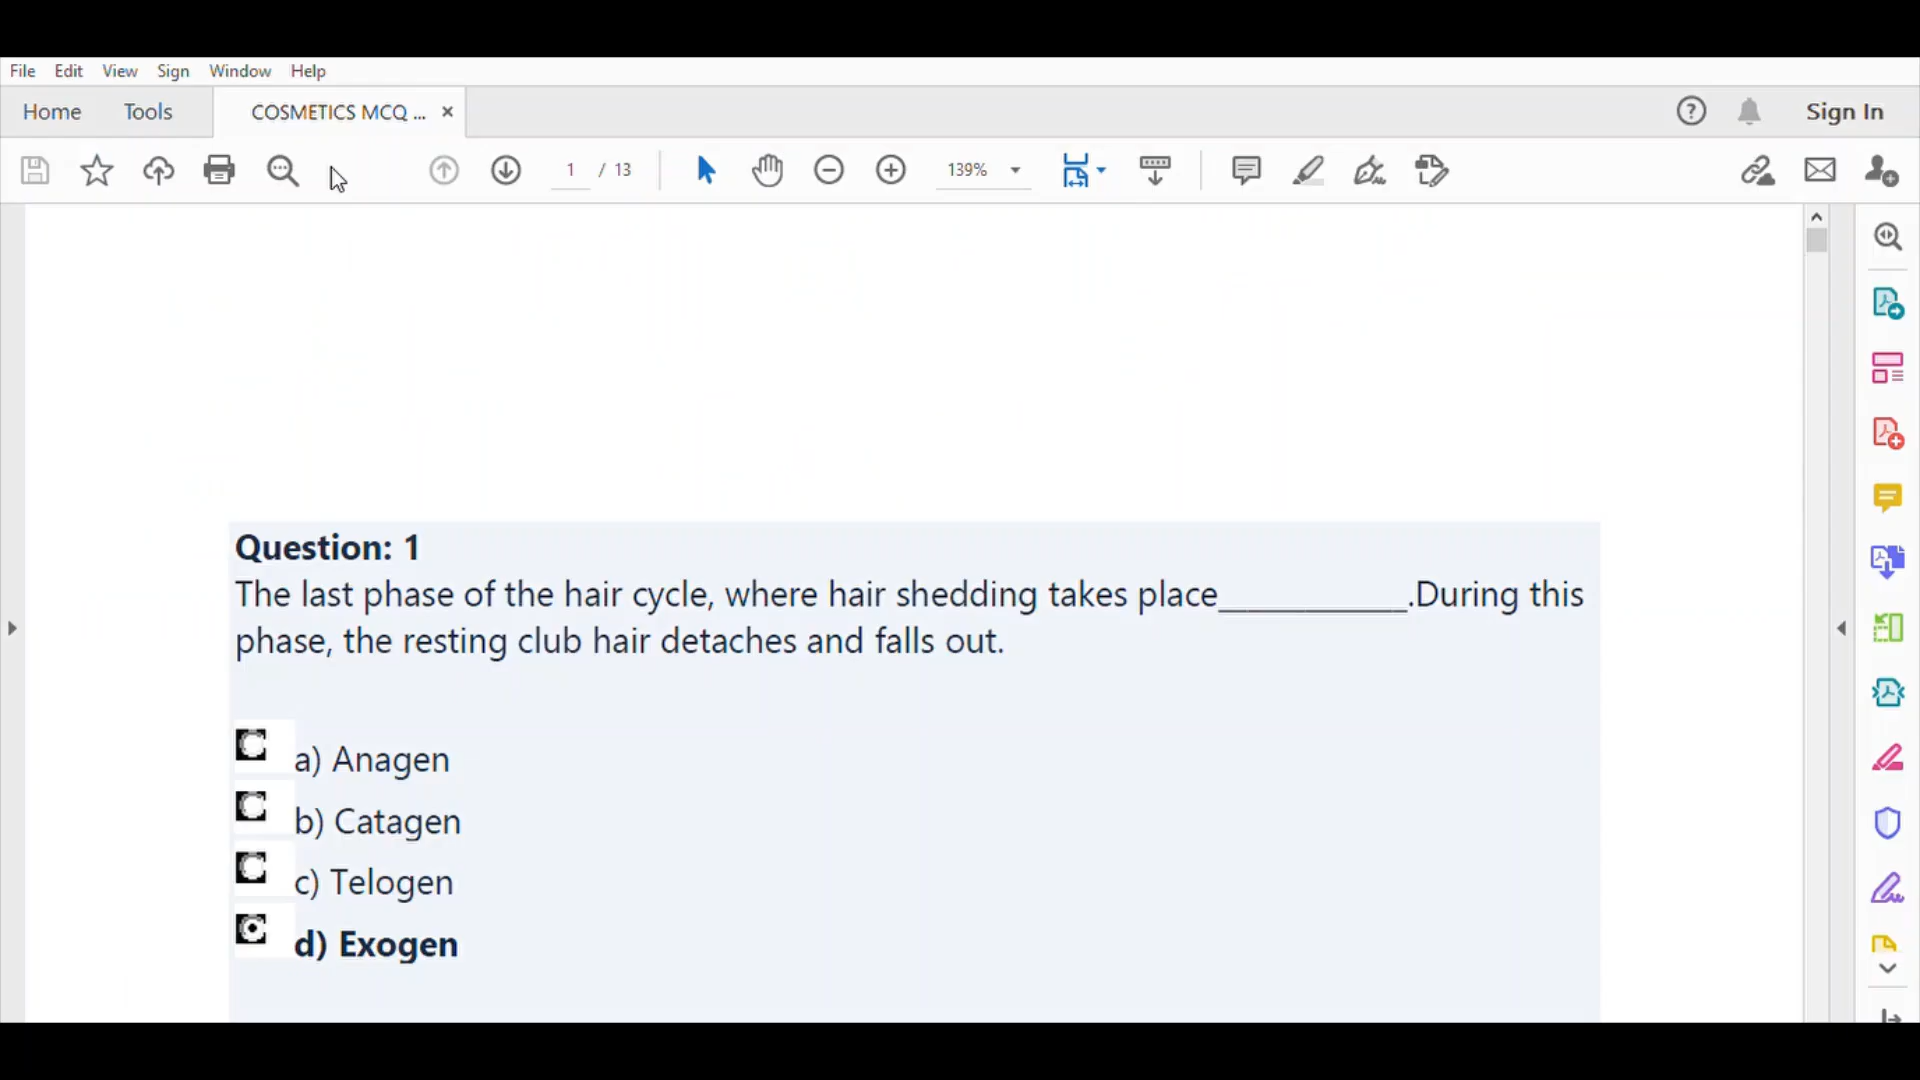 File Edit View Sign Window Help
Home Tools COSMETICS MCQ ... × Sign In
1 / 13 139%
Question: 1
The last phase of the hair cycle, where hair shedding takes place__________.During this
phase, the resting club hair detaches and falls out.
a) Anagen
b) Catagen
c) Telogen
d) Exogen